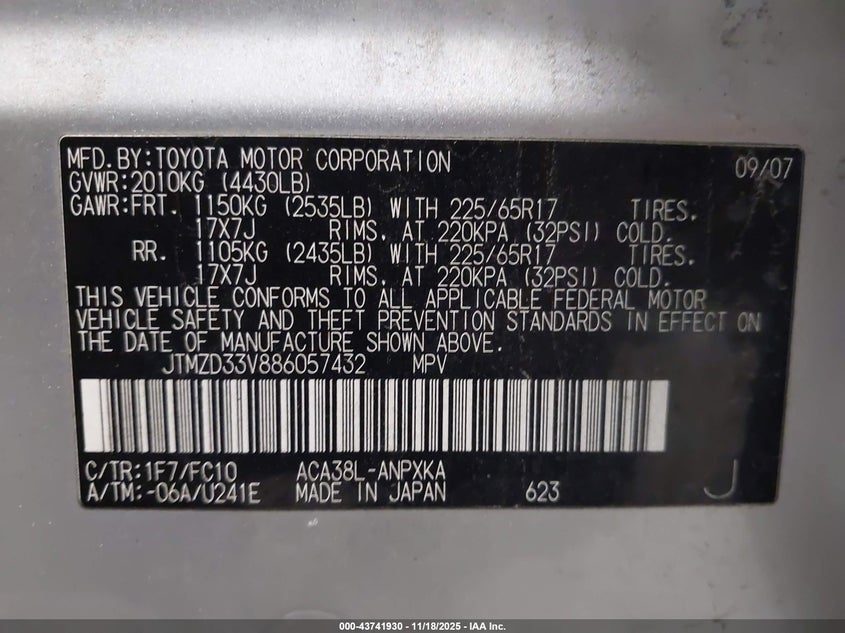 MFD.BY:TOYOTA MOTOR CORPORATION 09/07
GVWR:2010KG (4430LB)
GAWR:FRT. 1150KG (2535LB) WITH 225/65R17 TIRES.
17X7J RIMS, AT 220KPA (32PSI) COLD.
RR. 1105KG (2435LB) WITH 225/65R17 TIRES.
17X7J RIMS, AT 220KPA (32PSI) COLD.
THIS VEHICLE CONFORMS TO ALL APPLICABLE FEDERAL MOTOR
VEHICLE SAFETY AND THEFT PREVENTION STANDARDS IN EFFECT ON
THE DATE OF MANUFACTURE SHOWN ABOVE.
JTMZD33V886057432 MPV
C/TR:1F7/FC10 ACA38L-ANPXKA
A/TM:-06A/U241E MADE IN JAPAN 623 J
000-43741930 - 11/18/2025 - IAA Inc.